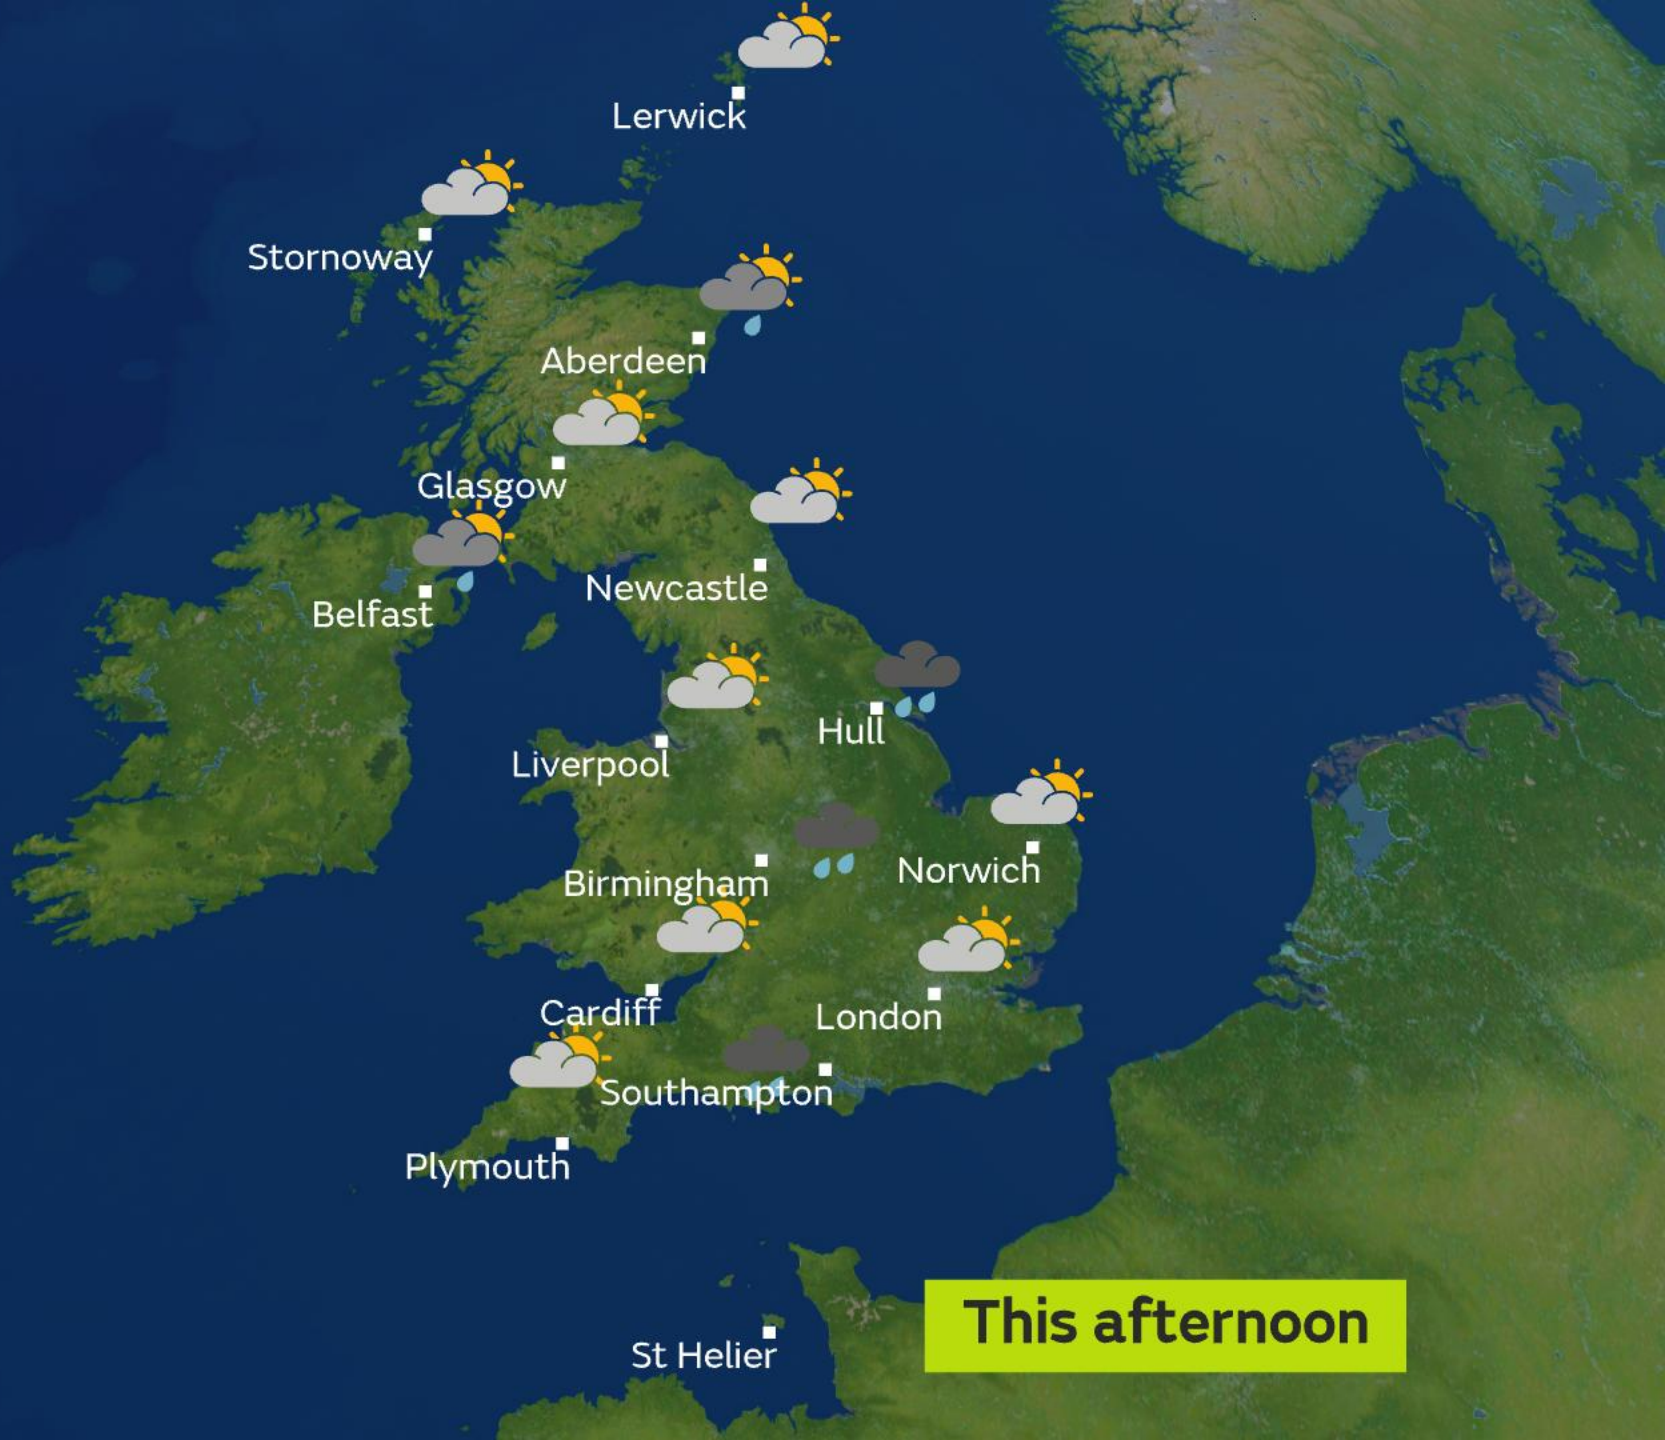 Lerwick
Stornoway
Aberdeen
Glasgow
Newcastle
Belfast
Hull
Liverpool
Norwich
Birmingham
Cardiff
London
Southampton
Plymouth
This afternoon
St Helier